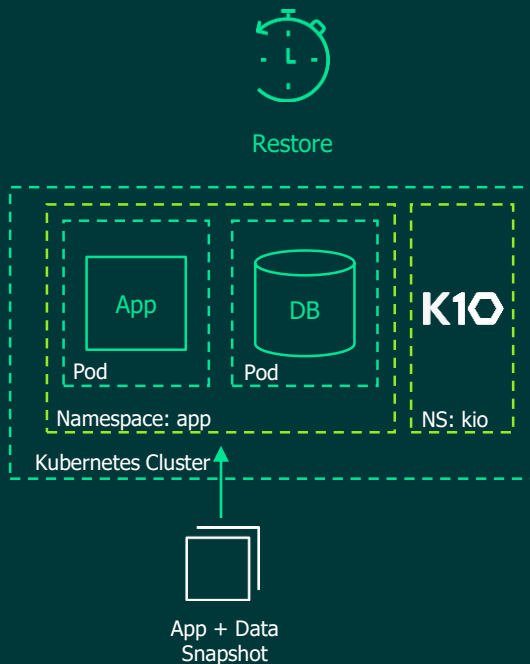 Restore
App
DB
K10
Pod
Pod
Namespace: app
NS: kio
Kubernetes Cluster
App + Data
Snapshot